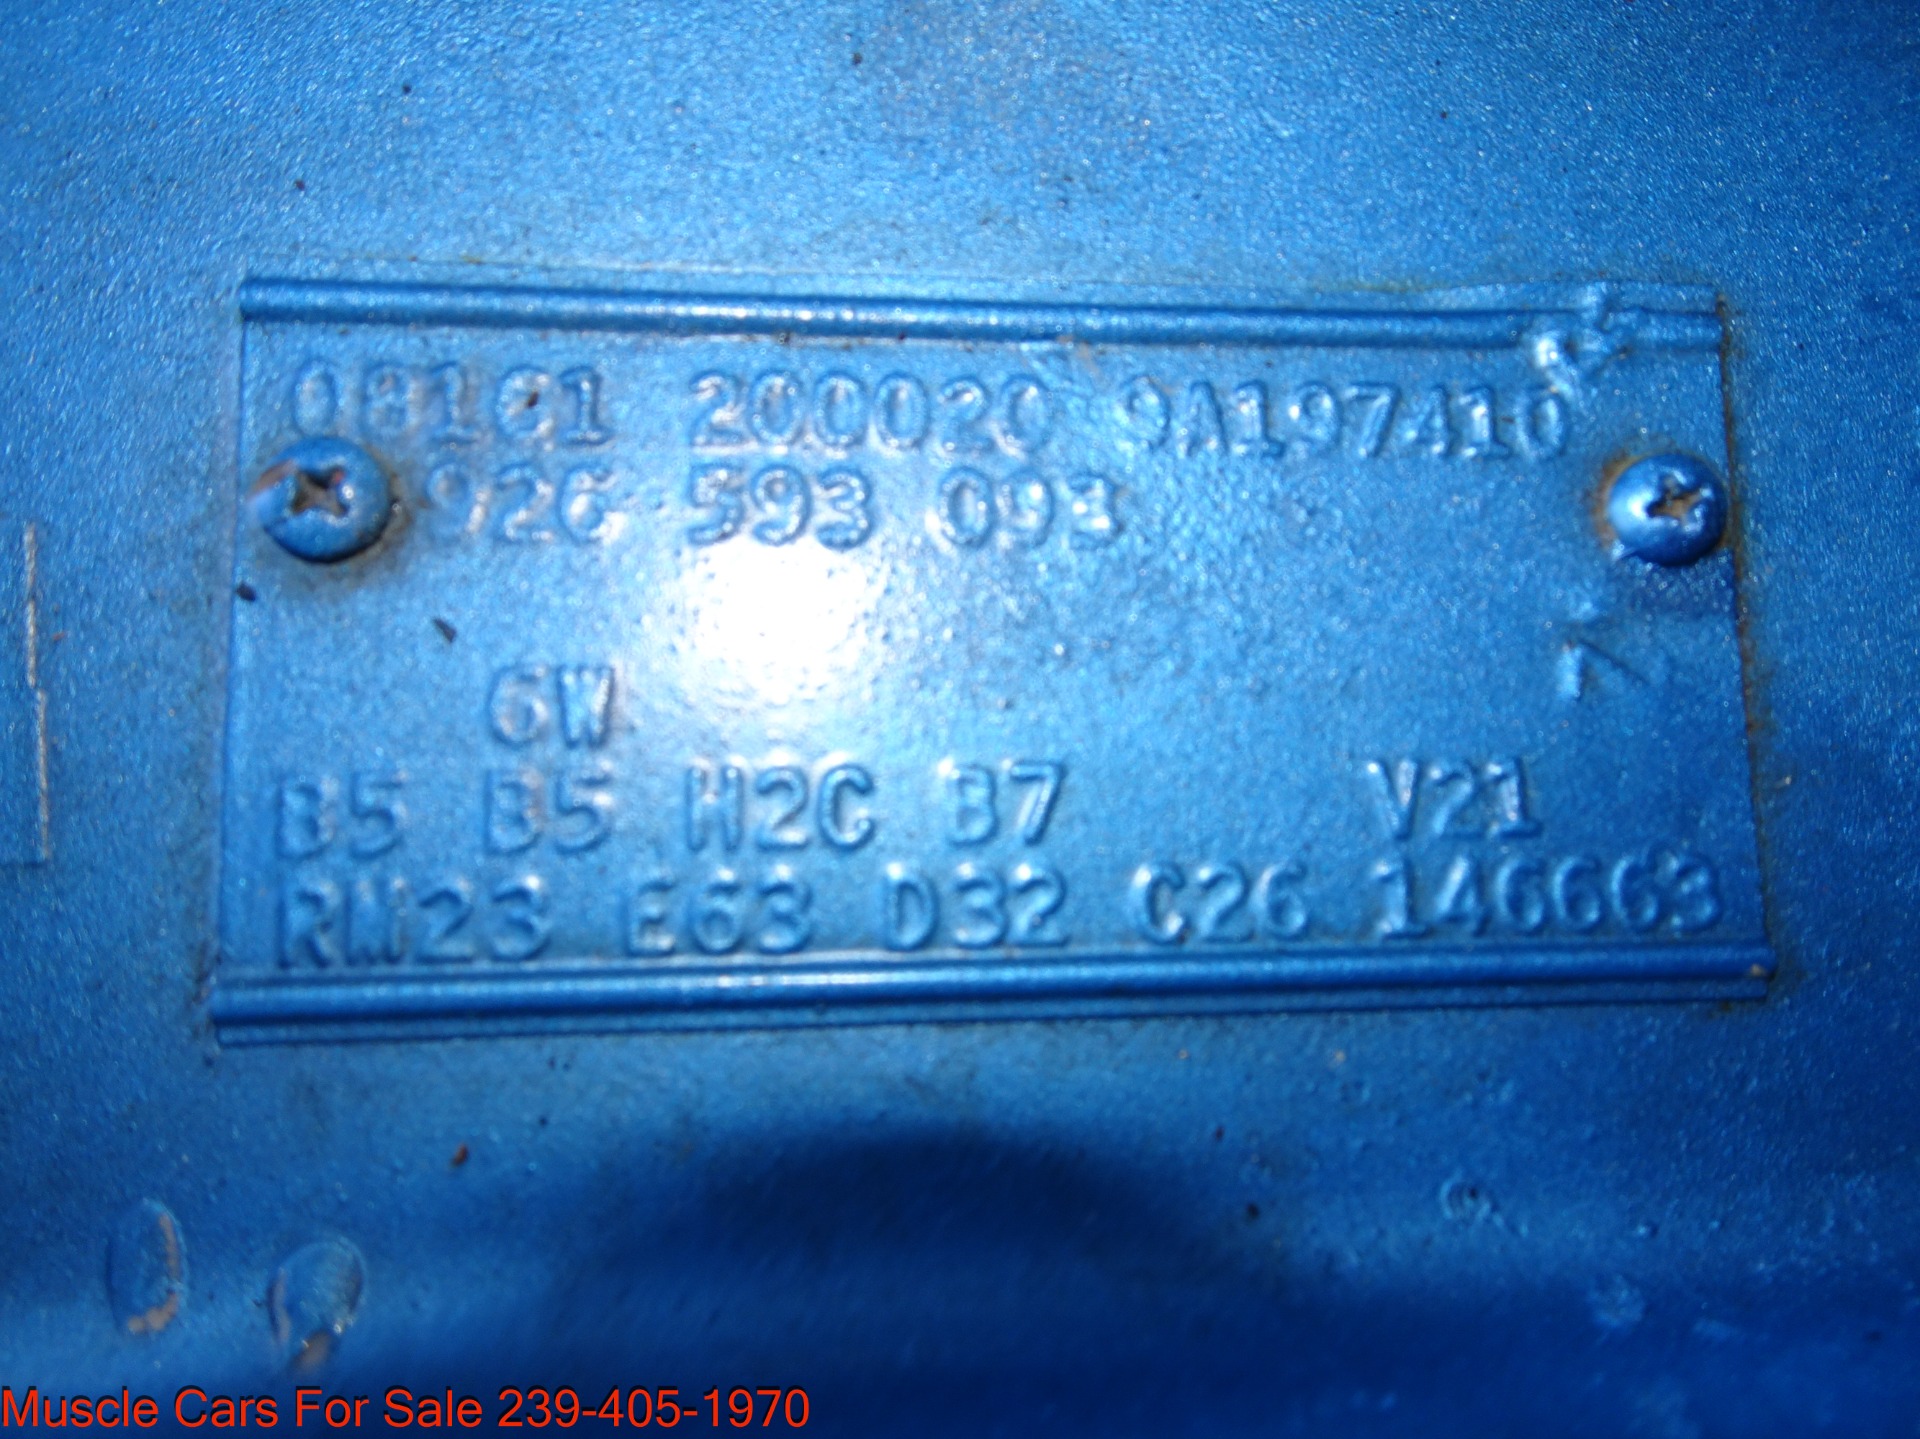 08161 200020 9A197410
926 593 093
6W
B5 B5 H2C B7 V21
RM23 E63 D32 C26 146663
Muscle Cars For Sale 239-405-1970